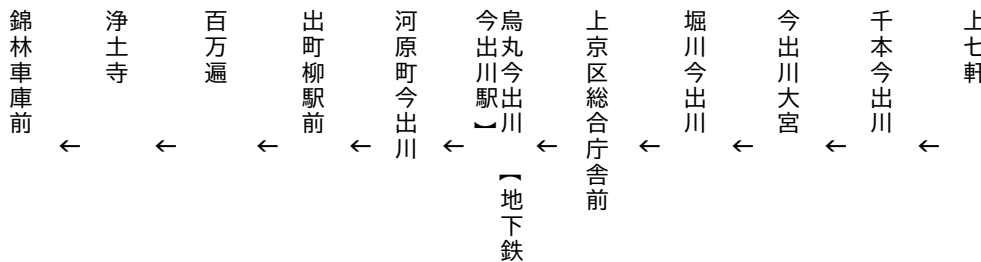 上七軒
←
千本今出川
←
今出川大宮
←
堀川今出川
←
上京区総合庁舎前
←
烏丸今出川【地下鉄
今出川駅】
←
河原町今出川
←
出町柳駅前
←
百万遍
←
浄土寺
←
錦林車庫前